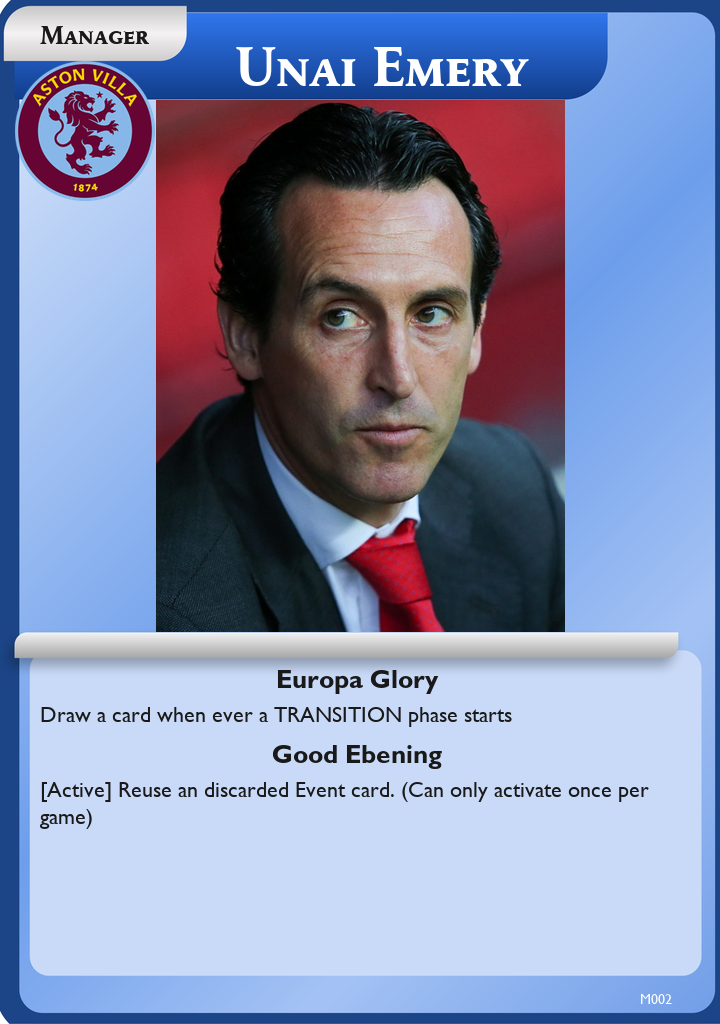 Manager
Unai Emery
ASTON VILLA
1874
Europa Glory
Draw a card when ever a TRANSITION phase starts
Good Ebening
[Active] Reuse an discarded Event card. (Can only activate once per
game)
M002